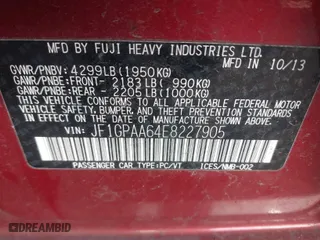 MFD BY FUJI HEAVY INDUSTRIES LTD.
10/13
GVWR/PNBV: 4299LB (1950KG)
GAWR/PNBE: FRONT- 2183LB ( 990KG)
GAWR/PNBE: REAR - 2205LB (1000KG)
THIS VEHICLE CONFORMS TO ALL APPLICABLE
FEDERAL MOTOR VEHICLE SAFETY, BUMPER,
AND THEFT PREVENTION STANDARDS
IN EFFECT ON THE DATE OF
MANUFACTURE SHOWN ABOVE.
VIN: JF1GPAA64E8227905
PASSENGER CAR/TYPE:PC/VT ICES/NMB-002
DREAMBID